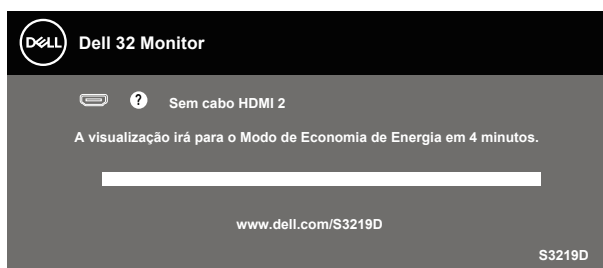 DELL
Dell 32 Monitor
? Sem cabo HDMI 2
A visualização irá para o Modo de Economia de Energia em 4 minutos.
www.dell.com/S3219D
S3219D